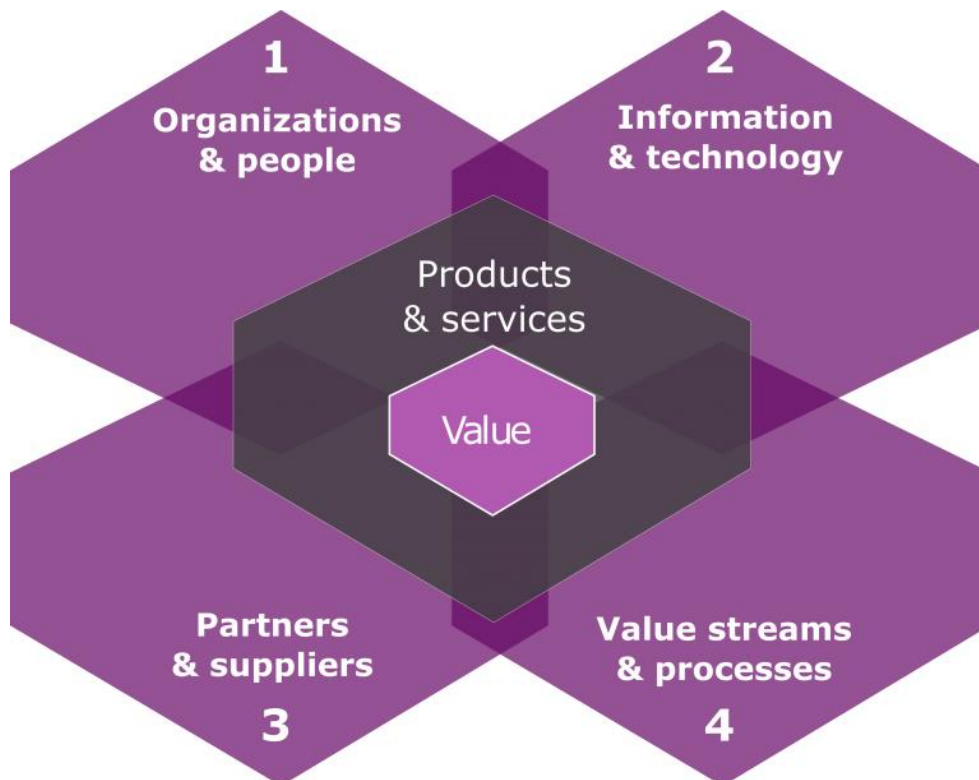 1
Organizations
& people
2
Information
& technology
Products
& services
Value
Partners
& suppliers
3
Value streams
& processes
4